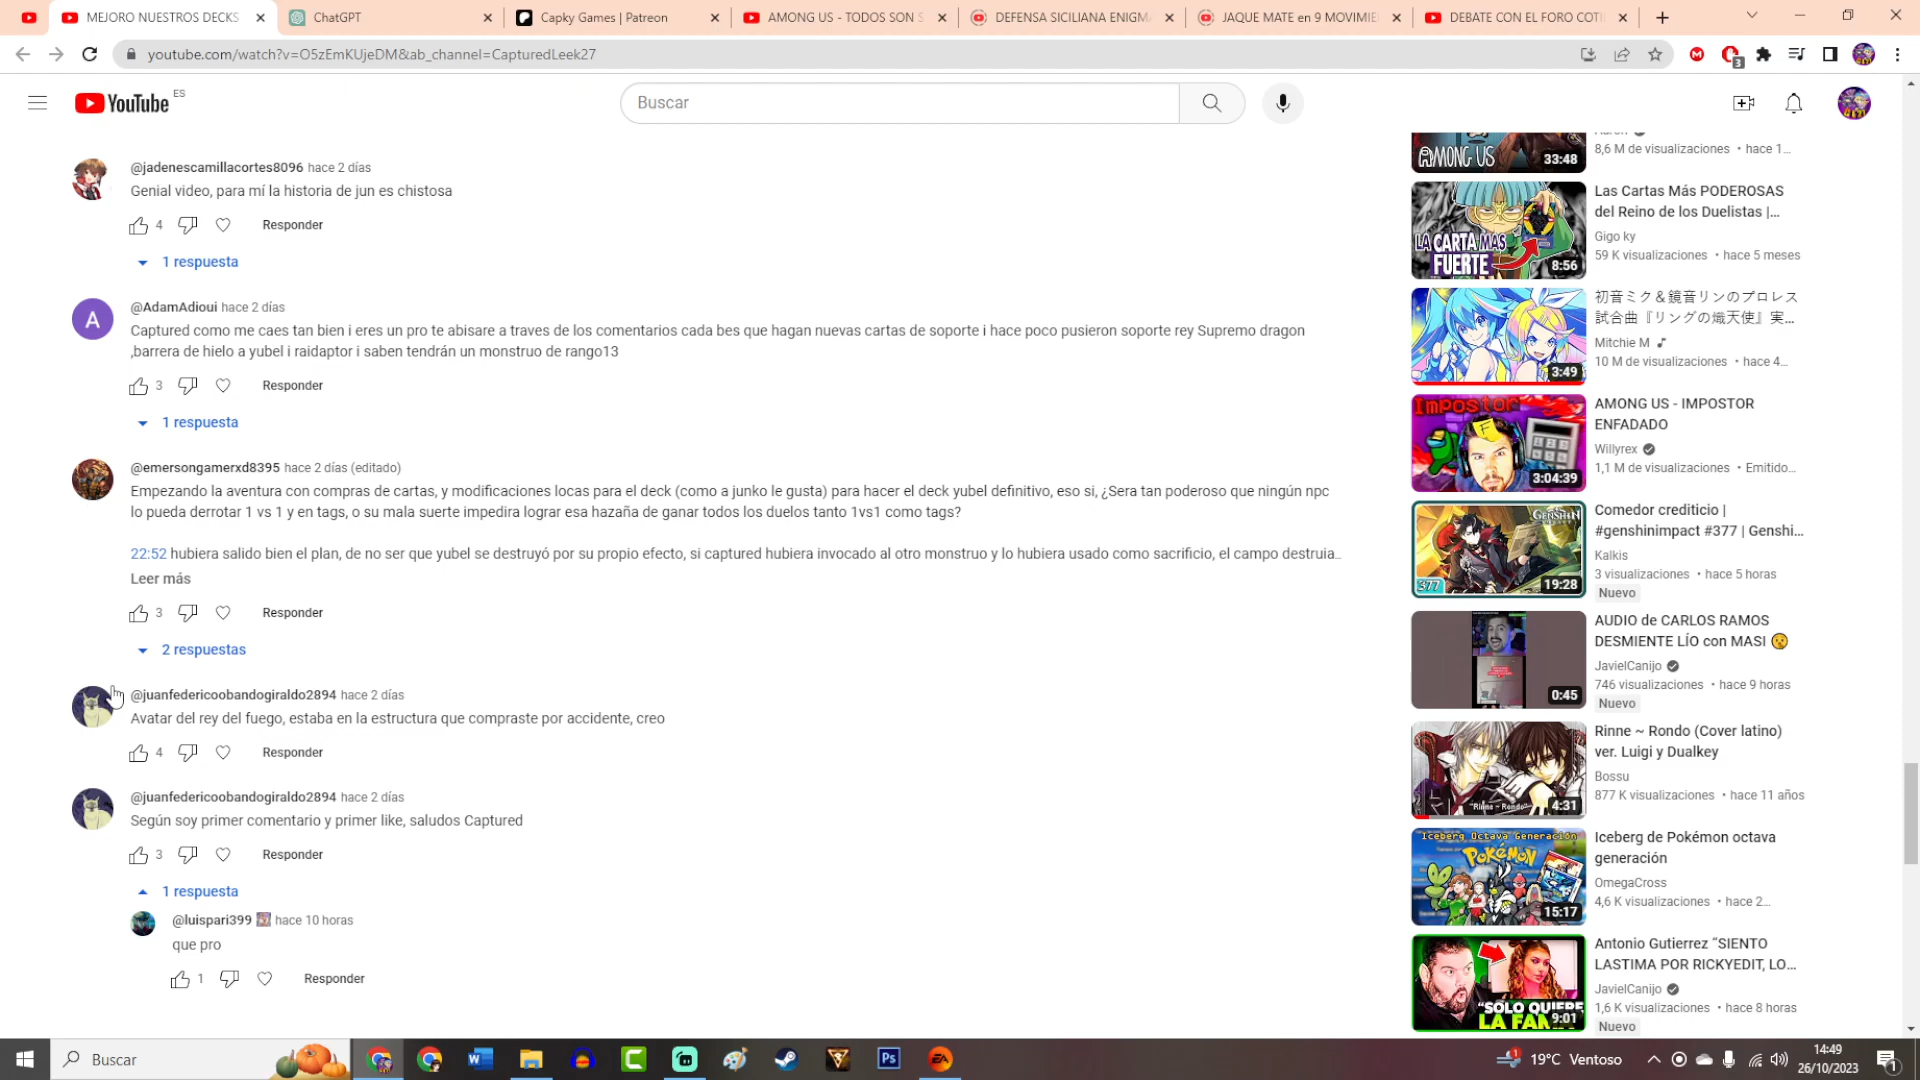 MEJORO NUESTROS DECKS
ChatGPT
Capky Games | Patreon
AMONG US - TODOS SON S
DEFENSA SICILIANA ENIGMA
JAQUE MATE en 9 MOVIMIE
DEBATE CON EL FORO COTI
youtube.com/watch?v=O5zEmKUjeDM&ab_channel=CapturedLeek27
3
YouTube ES
Buscar
@jadenescamillacortes8096 hace 2 días
Genial video, para mí la historia de jun es chistosa
4 Responder
1 respuesta
@AdamAdioui hace 2 días
A
Captured como me caes tan bien i eres un pro te abisare a traves de los comentarios cada bes que hagan nuevas cartas de soporte i hace poco pusieron soporte rey Supremo dragon
,barrera de hielo a yubel i raidaptor i saben tendrán un monstruo de rango13
3 Responder
1 respuesta
@emersongamerxd8395 hace 2 días (editado)
Empezando la aventura con compras de cartas, y modificaciones locas para el deck (como a junko le gusta) para hacer el deck yubel definitivo, eso si, ¿Sera tan poderoso que ningún npc
lo pueda derrotar 1 vs 1 y en tags, o su mala suerte impedira lograr esa hazaña de ganar todos los duelos tanto 1vs1 como tags?
22:52 hubiera salido bien el plan, de no ser que yubel se destruyó por su propio efecto, si captured hubiera invocado al otro monstruo y lo hubiera usado como sacrificio, el campo destruia...
Leer más
3 Responder
2 respuestas
@juanfedericoobandogiraldo2894 hace 2 días
Avatar del rey del fuego, estaba en la estructura que compraste por accidente, creo
4 Responder
@juanfedericoobandogiraldo2894 hace 2 días
Según soy primer comentario y primer like, saludos Captured
3 Responder
1 respuesta
@luispari399 hace 10 horas
que pro
1 Responder
AMONG US
33:48
8,6 M de visualizaciones • hace 1...
LA CARTA MAS
FUERTE
8:56
Las Cartas Más PODEROSAS
del Reino de los Duelistas |...
Gigo ky
59 K visualizaciones • hace 5 meses
3:49
初音ミク＆鏡音リンのプロレス
試合曲『リングの熾天使』実...
Mitchie M ♪
10 M de visualizaciones • hace 4...
Impostor
F
3:04:39
AMONG US - IMPOSTOR
ENFADADO
Willyrex
1,1 M de visualizaciones • Emitido...
GENSHIN
377
19:28
Comedor crediticio |
#genshinimpact #377 | Genshi...
Kalkis
3 visualizaciones • hace 5 horas
Nuevo
0:45
AUDIO de CARLOS RAMOS
DESMIENTE LÍO con MASI 😯
JavielCanijo
746 visualizaciones • hace 9 horas
Nuevo
"Rinne ~ Rondo"
4:31
Rinne ~ Rondo (Cover latino)
ver. Luigi y Dualkey
Bossu
877 K visualizaciones • hace 11 años
Iceberg Octava Generación
Pokémon
15:17
Iceberg de Pokémon octava
generación
OmegaCross
4,6 K visualizaciones • hace 2...
"SOLO QUIERE
LA FAMA
9:01
Antonio Gutierrez "SIENTO
LASTIMA POR RICKYEDIT, LO...
JavielCanijo
1,6 K visualizaciones • hace 8 horas
Nuevo
Buscar
W
C
Ps
EA
19°C Ventoso
14:49
26/10/2023
1